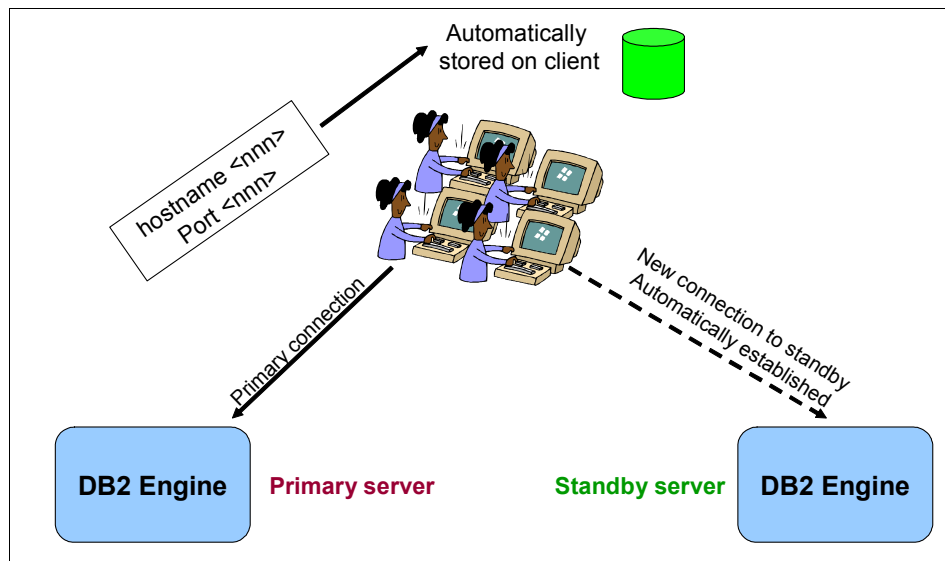 Automatically
stored on client
hostname <nnn>
Port <nnn>
Primary connection
New connection to standby
Automatically established
DB2 Engine
Primary server
Standby server
DB2 Engine